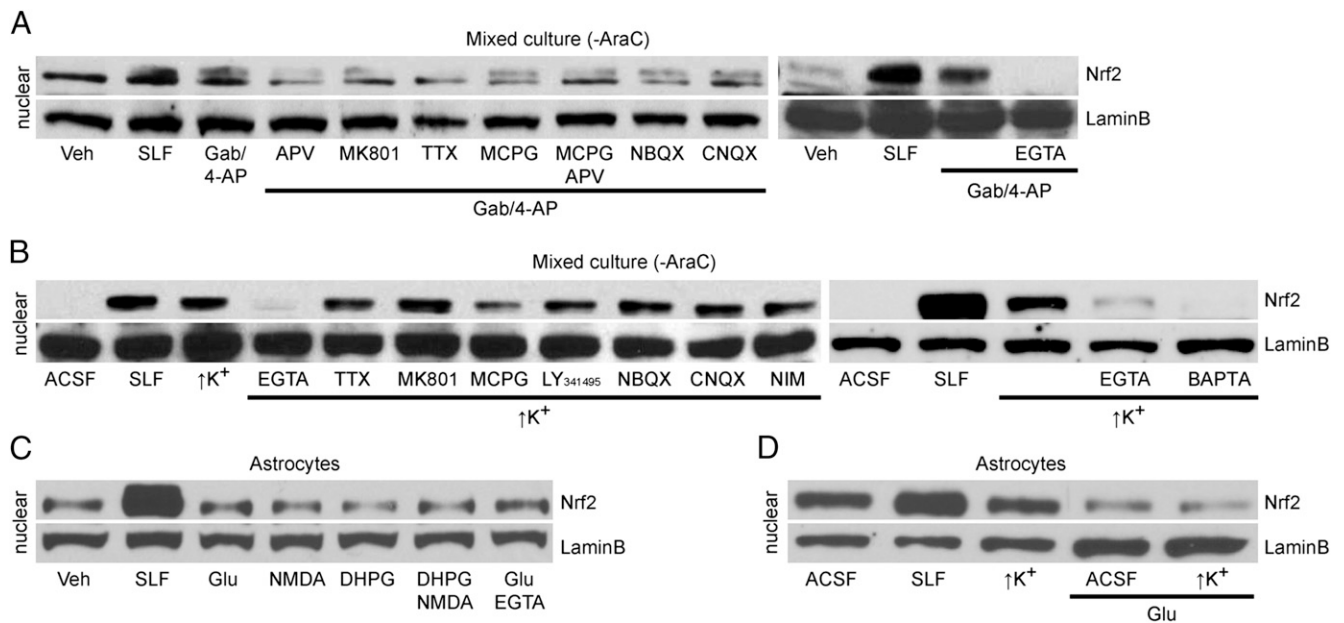 A
Mixed culture (-AraC)
nuclear
Nrf2
LaminB
Veh SLF Gab/ 4-AP APV MK801 TTX MCPG MCPG APV NBQX CNQX Veh SLF EGTA
Gab/4-AP Gab/4-AP
B
Mixed culture (-AraC)
nuclear
Nrf2
LaminB
ACSF SLF ↑K⁺ EGTA TTX MK801 MCPG LY341495 NBQX CNQX NIM ACSF SLF EGTA BAPTA
↑K⁺ ↑K⁺
C
Astrocytes
nuclear
Nrf2
LaminB
Veh SLF Glu NMDA DHPG DHPG Glu
NMDA EGTA
D
Astrocytes
nuclear
Nrf2
LaminB
ACSF SLF ↑K⁺ ACSF ↑K⁺
Glu